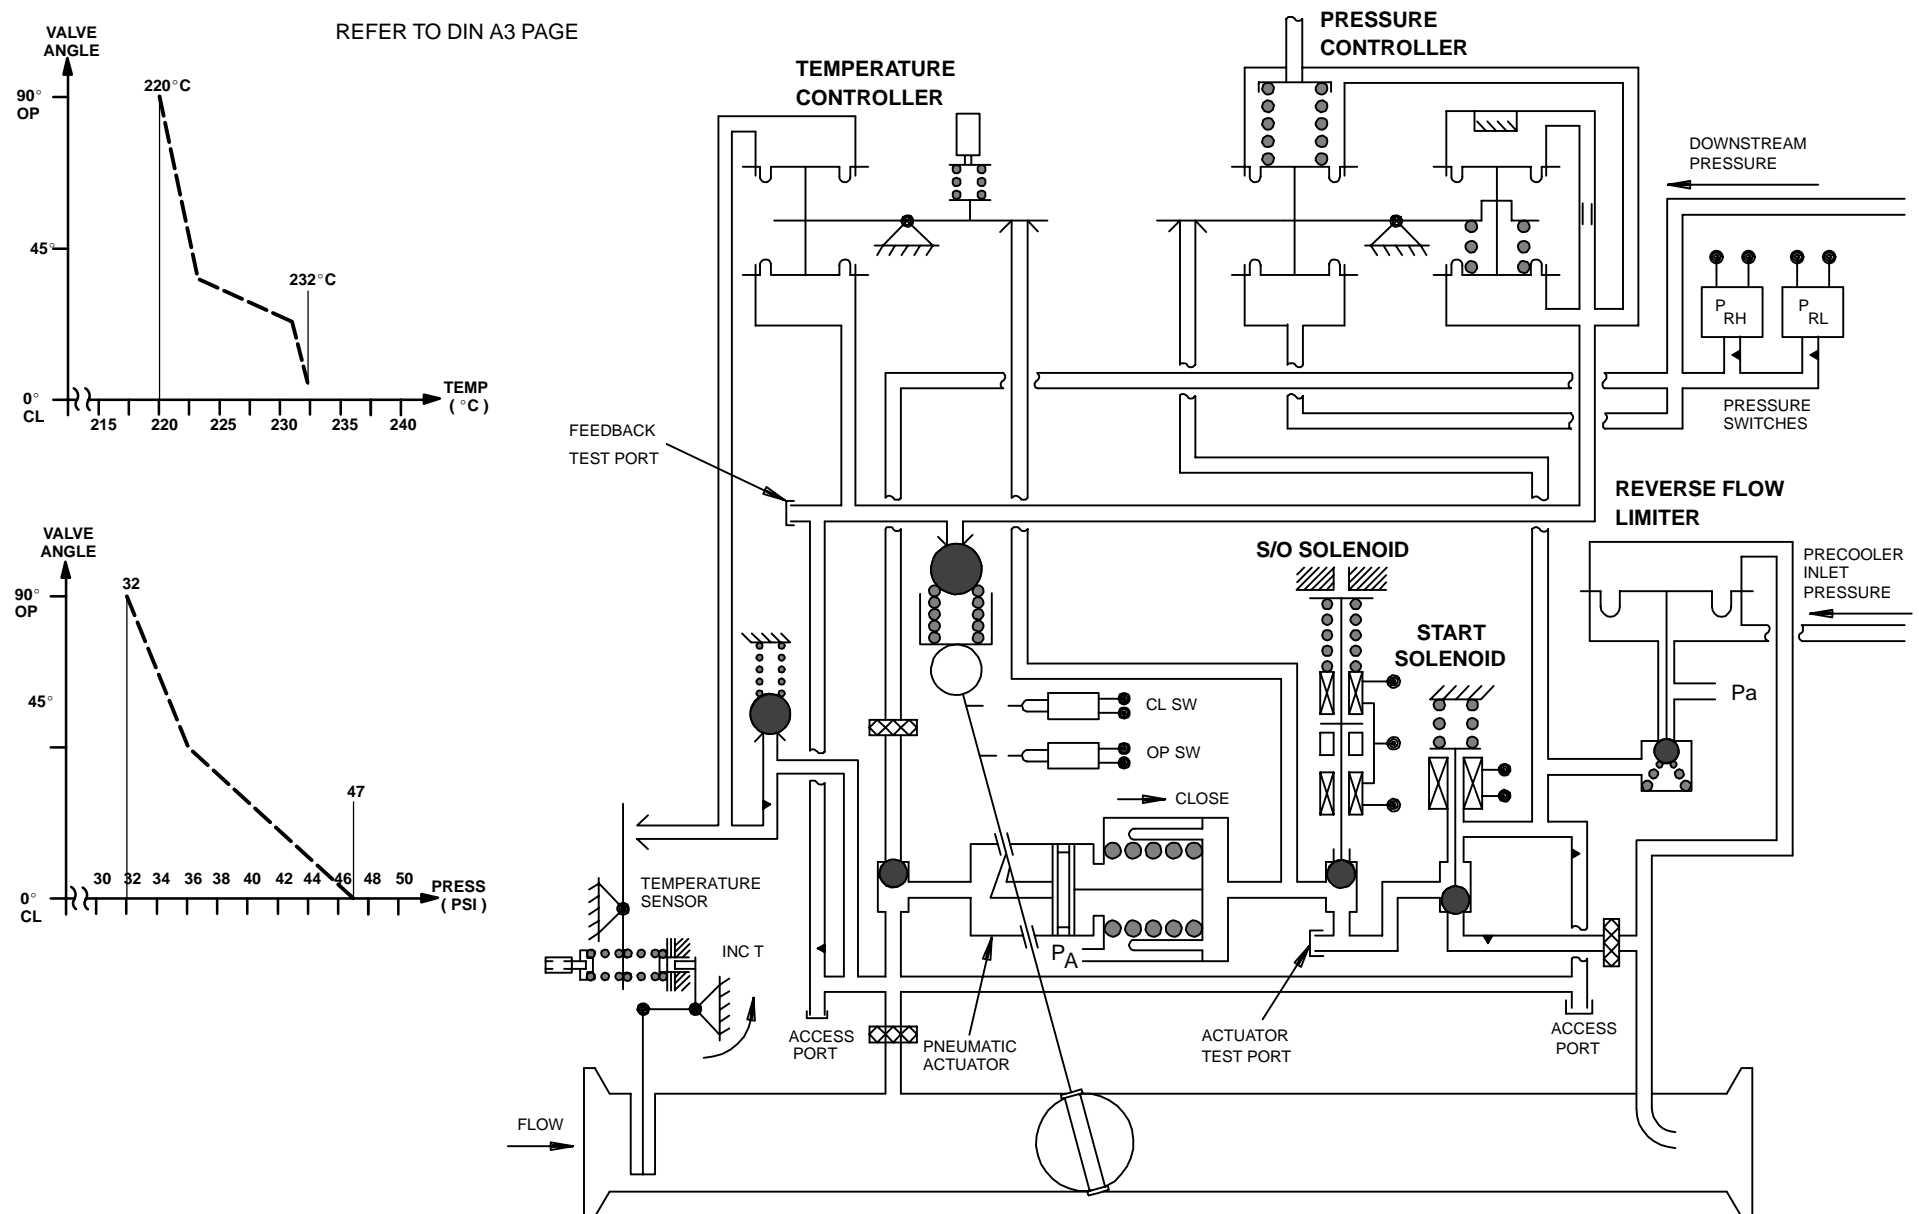 REFER TO DIN A3 PAGE
VALVE
ANGLE
90°
OP
45°
0°
CL
220°C
232°C
215 220 225 230 235 240
TEMP
(°C)
VALVE
ANGLE
90°
OP
45°
0°
CL
32
47
30 32 34 36 38 40 42 44 46 48 50
PRESS
(PSI)
TEMPERATURE
CONTROLLER
PRESSURE
CONTROLLER
DOWNSTREAM
PRESSURE
P RH
P RL
PRESSURE
SWITCHES
FEEDBACK
TEST PORT
REVERSE FLOW
LIMITER
PRECOOLER
INLET
PRESSURE
Pa
S/O SOLENOID
START
SOLENOID
CL SW
OP SW
CLOSE
TEMPERATURE
SENSOR
INC T
PA
ACCESS
PORT
PNEUMATIC
ACTUATOR
ACTUATOR
TEST PORT
ACCESS
PORT
FLOW